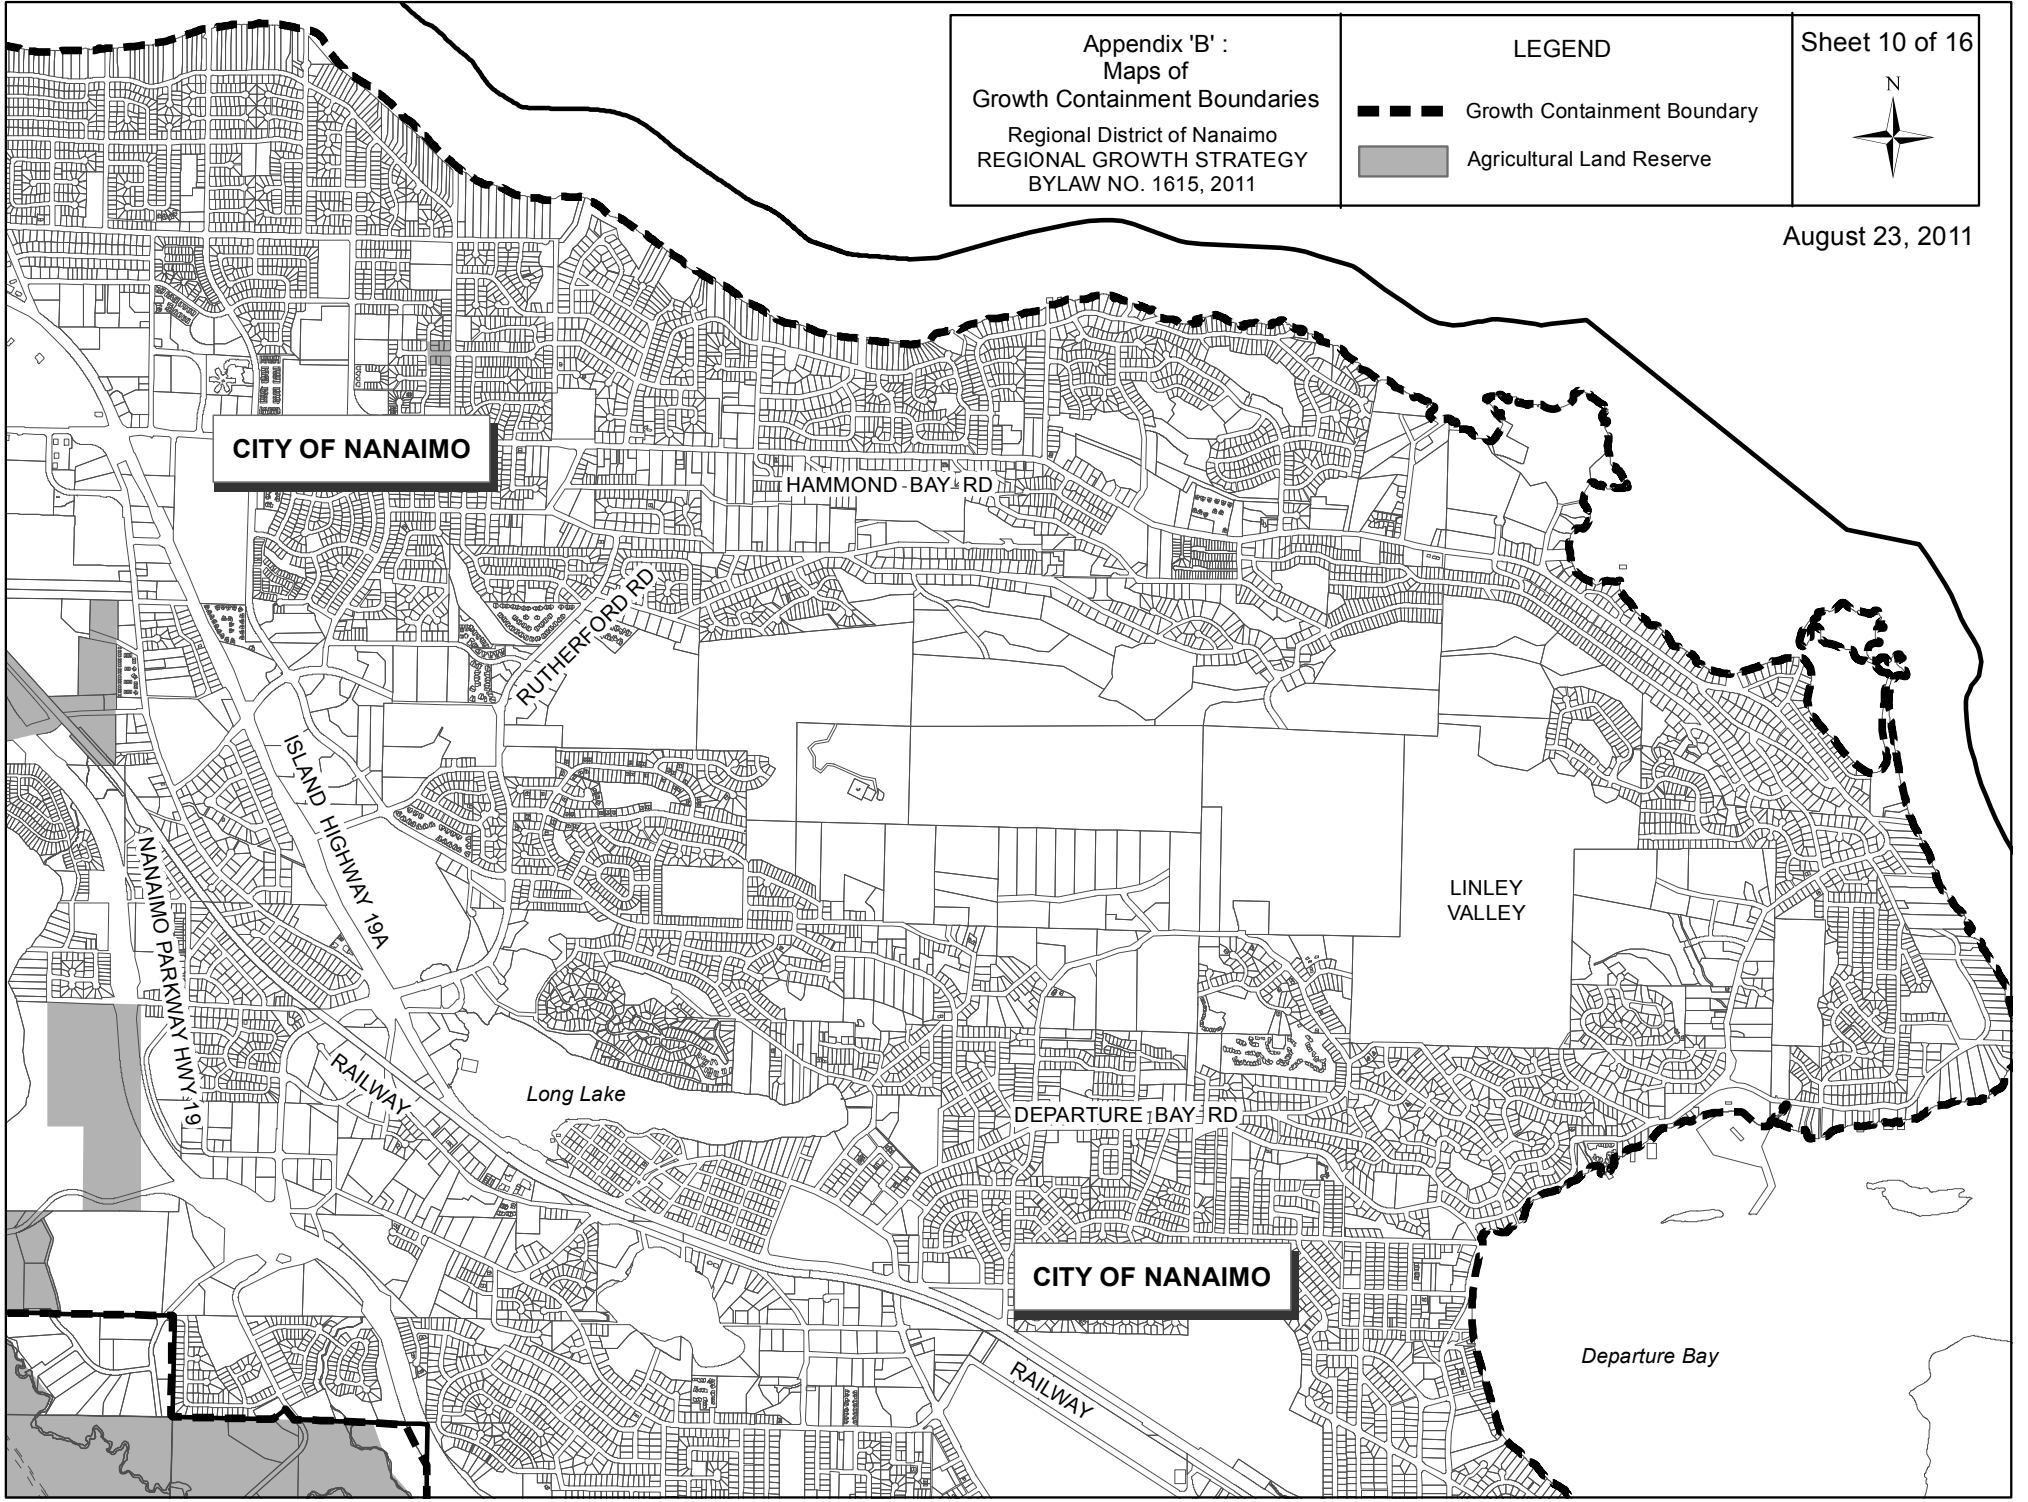 Appendix 'B' :
Maps of
Growth Containment Boundaries
Regional District of Nanaimo
REGIONAL GROWTH STRATEGY
BYLAW NO. 1615, 2011
LEGEND
Growth Containment Boundary
Agricultural Land Reserve
Sheet 10 of 16
N
August 23, 2011
CITY OF NANAIMO
HAMMOND BAY RD
RUTHERFORD RD
ISLAND HIGHWAY 19A
NANAIMO PARKWAY HWY 19
LINLEY
VALLEY
RAILWAY
Long Lake
DEPARTURE BAY RD
CITY OF NANAIMO
RAILWAY
Departure Bay